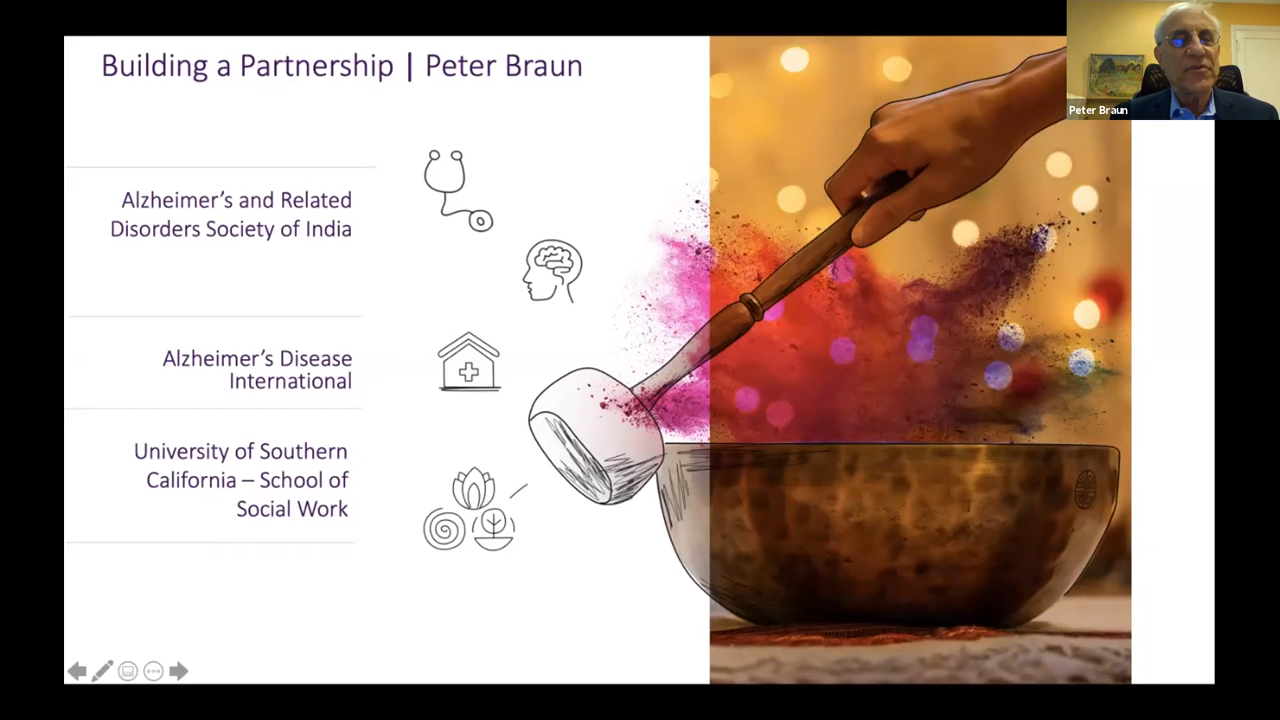 Building a Partnership | Peter Braun
Peter Braun
Alzheimer’s and Related
Disorders Society of India
Alzheimer’s Disease
International
University of Southern
California – School of
Social Work